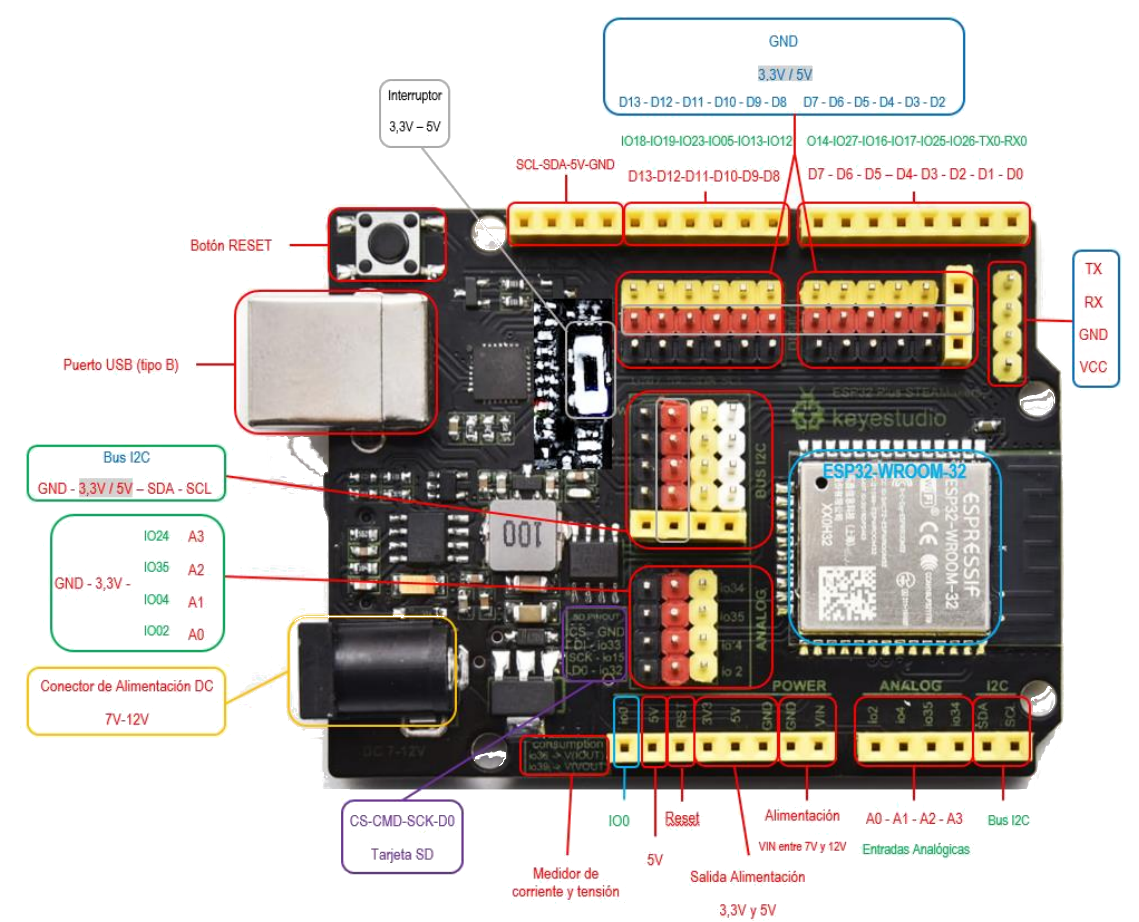 GND
3,3V / 5V
D13 - D12 - D11 - D10 - D9 - D8 D7 - D6 - D5 - D4 - D3 - D2
Interruptor
3,3V – 5V
IO18-IO19-IO23-IO05-IO13-IO12 O14-IO27-IO16-IO17-IO25-IO26-TX0-RX0
SCL-SDA-5V-GND
D13-D12-D11-D10-D9-D8
D7 - D6 - D5 – D4- D3 - D2 - D1 - D0
Botón RESET
TX
RX
GND
VCC
Puerto USB (tipo B)
ESP32 Plus STEAM
keyestudio
BUS I2C
Bus I2C
GND - 3,3V / 5V – SDA - SCL
ESP32-WROOM-32
ESPRESSIF
ESP32-WROOM-32
WiFi
CE
XX0H32
100
IO24 A3
IO35 A2
GND - 3,3V -
IO04 A1
IO02 A0
io34
io35
io 4
io 2
ANALOG
SD PINOUT
CS - GND
CDI - io33
SCK - io15
D0 - io32
Conector de Alimentación DC
7V-12V
DC 7-12V
POWER
ANALOG
I2C
io0
5V
RST
3V3
5V
GND
GND
VIN
io2
io4
io35
io34
SDA
SCL
consumption
io36 -> V(IOUT)
io39 -> V(VOUT)
CS-CMD-SCK-D0
Tarjeta SD
IO0
Reset
5V
Alimentación
VIN entre 7V y 12V
A0 - A1 - A2 - A3
Entradas Analógicas
Bus I2C
Medidor de
corriente y tensión
Salida Alimentación
3,3V y 5V